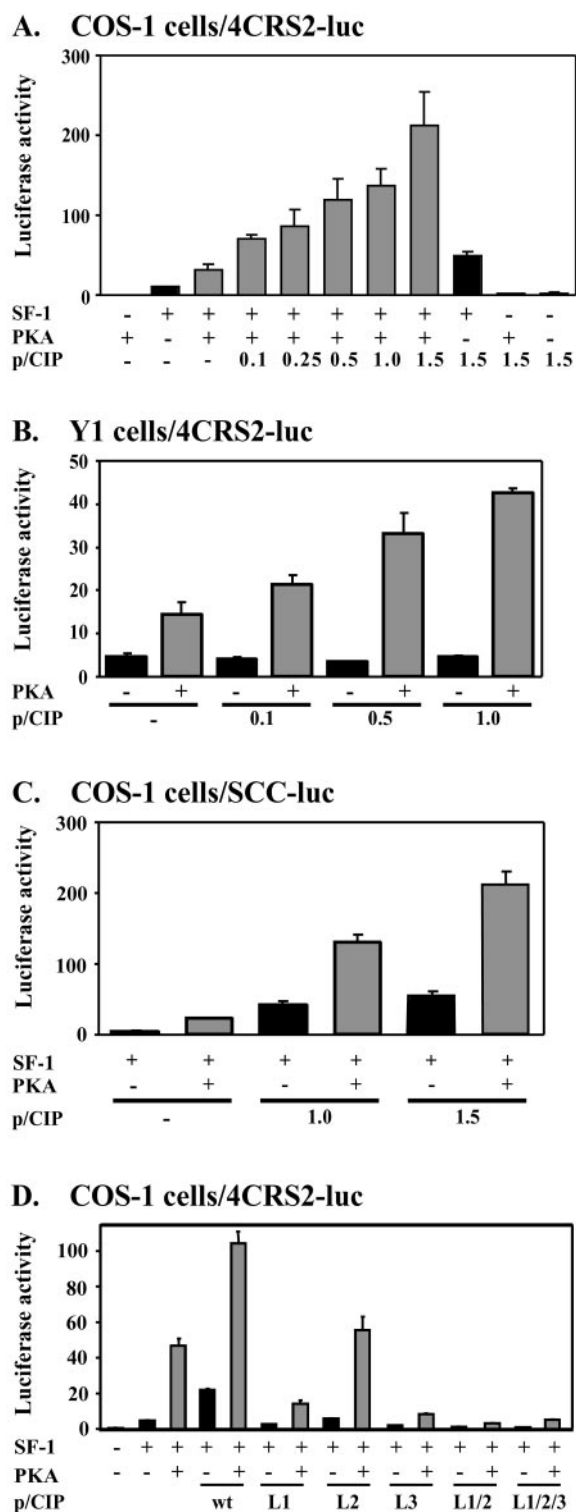 A. COS-1 cells/4CRS2-luc
Luciferase activity
300
200
100
0
SF-1 - + + + + + + + + - -
PKA + - + + + + + + - + -
p/CIP - - - 0.1 0.25 0.5 1.0 1.5 1.5 1.5 1.5
B. Y1 cells/4CRS2-luc
Luciferase activity
50
40
30
20
10
0
PKA - + - + - + - +
p/CIP - 0.1 0.5 1.0
C. COS-1 cells/SCC-luc
Luciferase activity
300
200
100
0
SF-1 + + + + + +
PKA - + - + - +
p/CIP - 1.0 1.5
D. COS-1 cells/4CRS2-luc
Luciferase activity
100
80
60
40
20
0
SF-1 - + + + + + + + + + + + + + +
PKA - - + - + - + - + - + - + - +
p/CIP wt L1 L2 L3 L1/2 L1/2/3